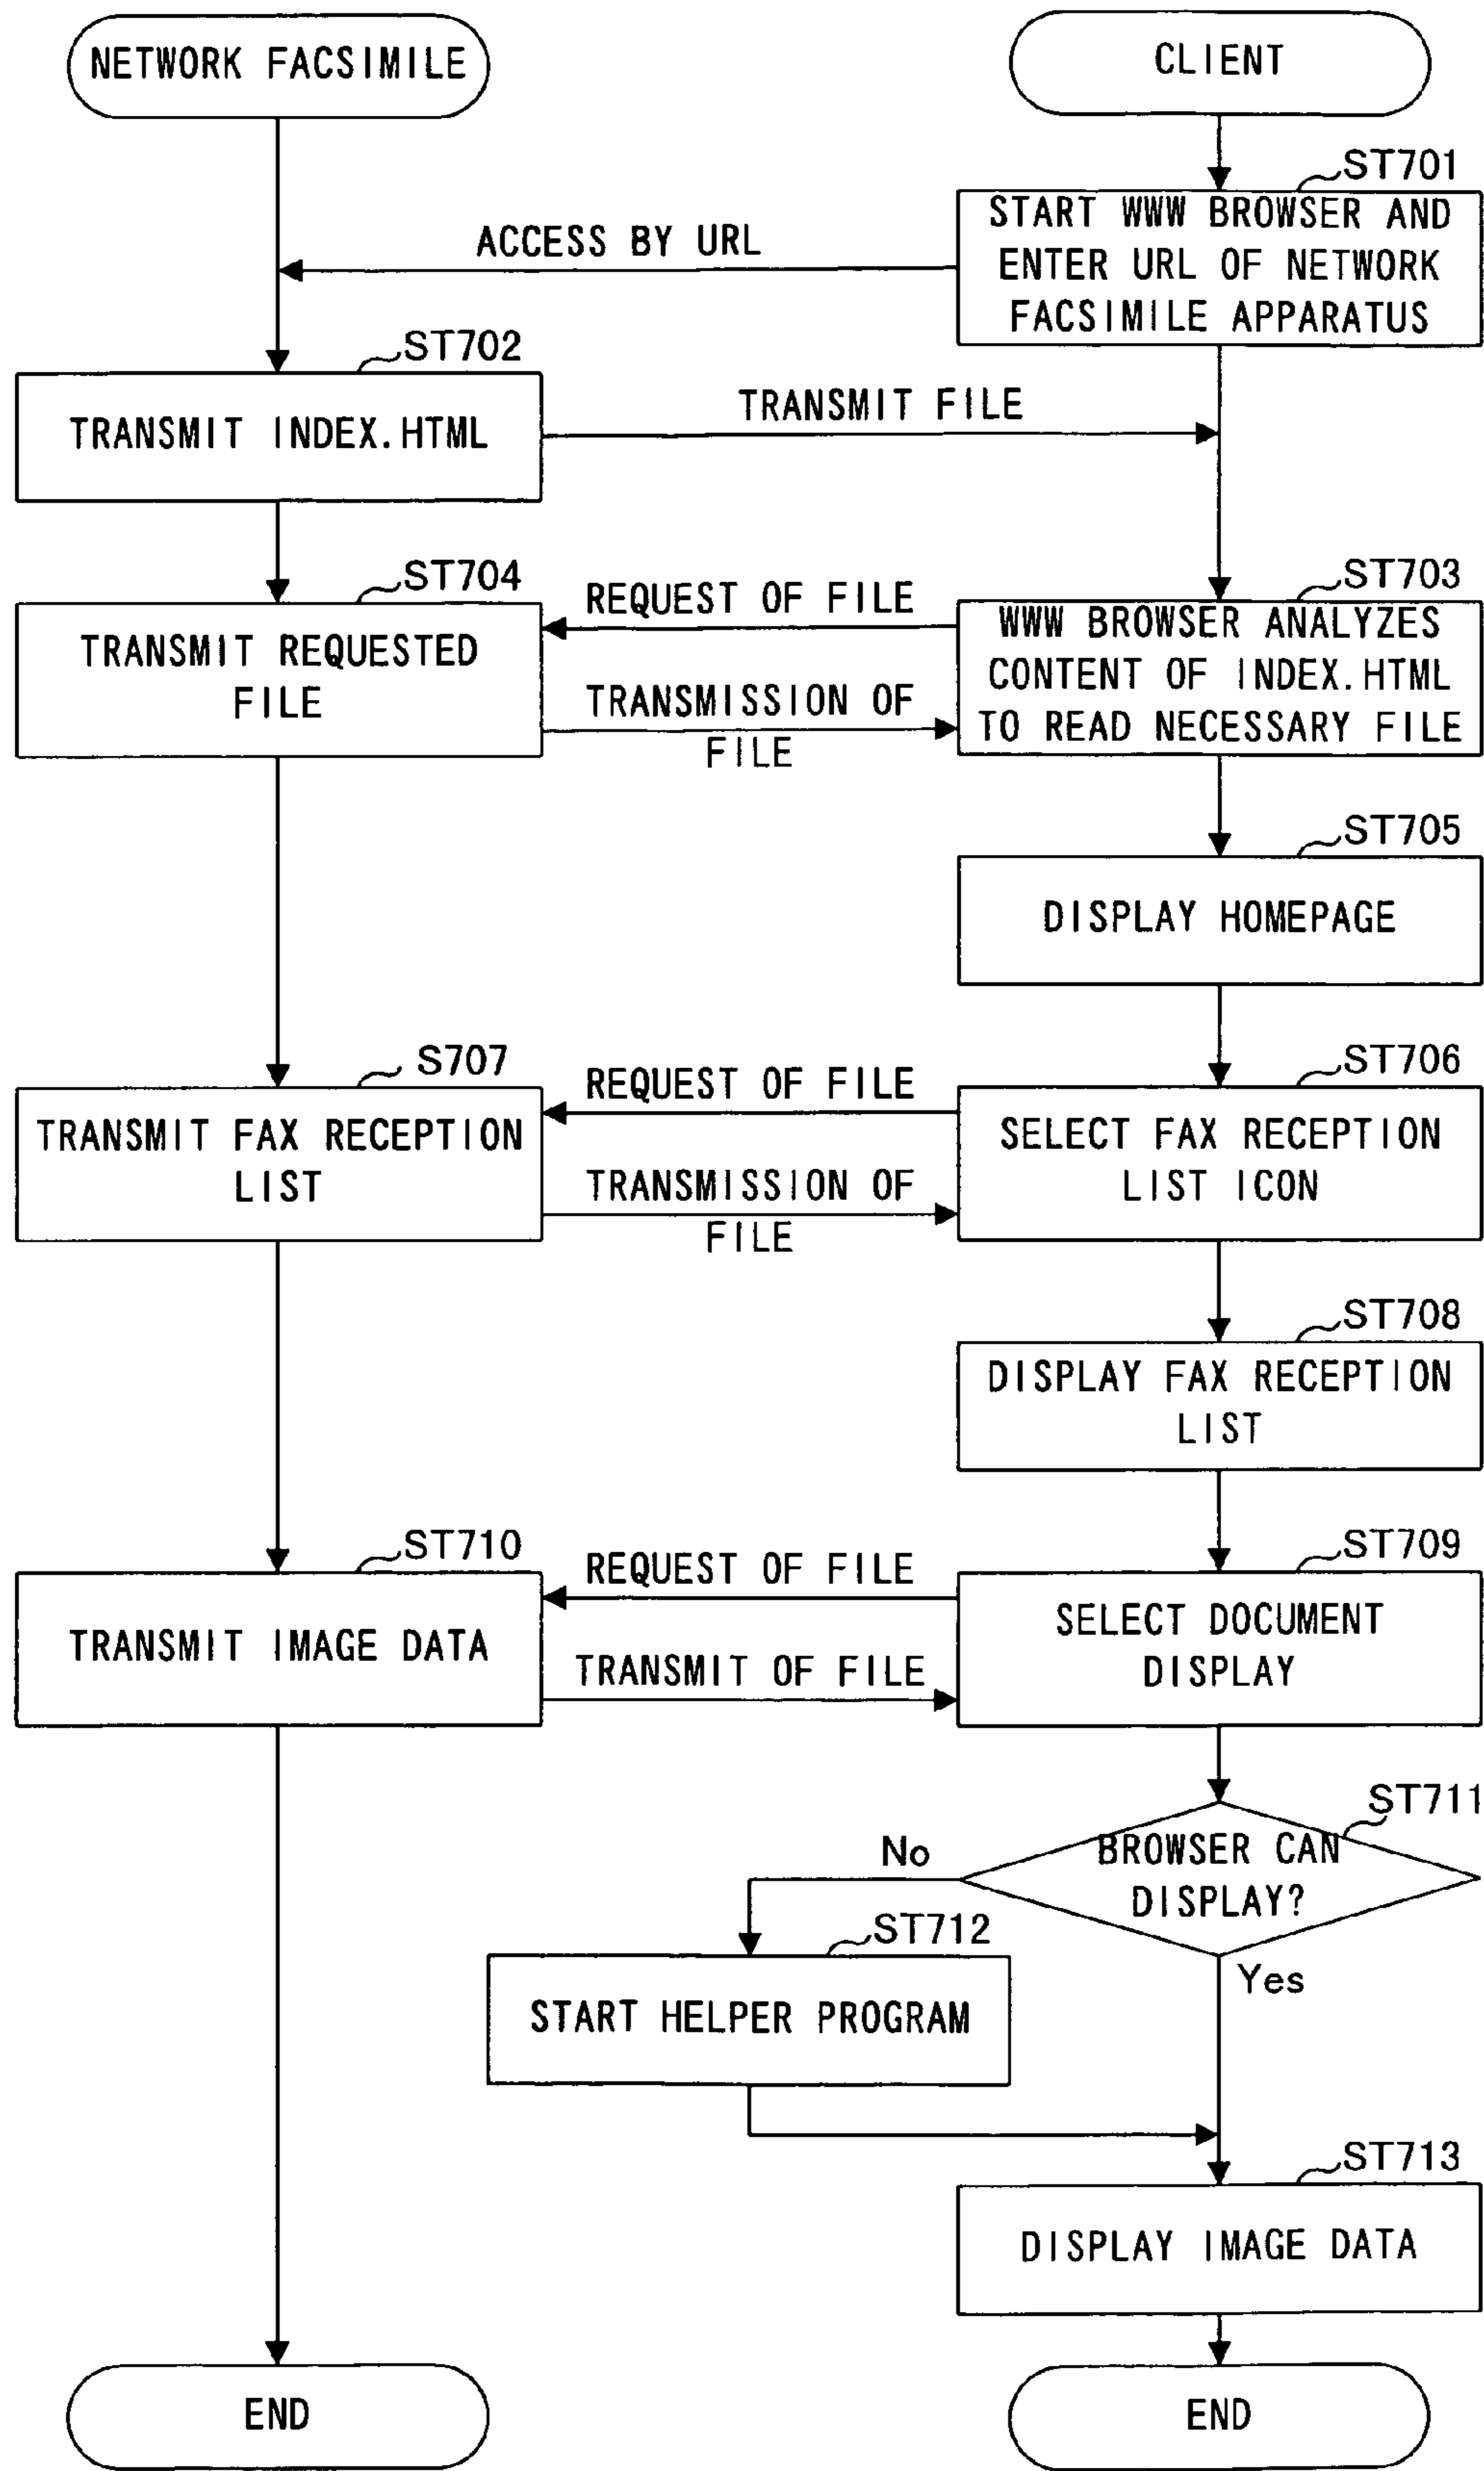 NETWORK FACSIMILE
CLIENT
ST701
START WWW BROWSER AND
ENTER URL OF NETWORK
FACSIMILE APPARATUS
ACCESS BY URL
ST702
TRANSMIT INDEX.HTML
TRANSMIT FILE
ST704
TRANSMIT REQUESTED
FILE
REQUEST OF FILE
TRANSMISSION OF
FILE
ST703
WWW BROWSER ANALYZES
CONTENT OF INDEX.HTML
TO READ NECESSARY FILE
ST705
DISPLAY HOMEPAGE
S707
TRANSMIT FAX RECEPTION
LIST
REQUEST OF FILE
TRANSMISSION OF
FILE
ST706
SELECT FAX RECEPTION
LIST ICON
ST708
DISPLAY FAX RECEPTION
LIST
ST710
TRANSMIT IMAGE DATA
REQUEST OF FILE
TRANSMIT OF FILE
ST709
SELECT DOCUMENT
DISPLAY
ST711
BROWSER CAN
DISPLAY?
No
Yes
ST712
START HELPER PROGRAM
ST713
DISPLAY IMAGE DATA
END
END